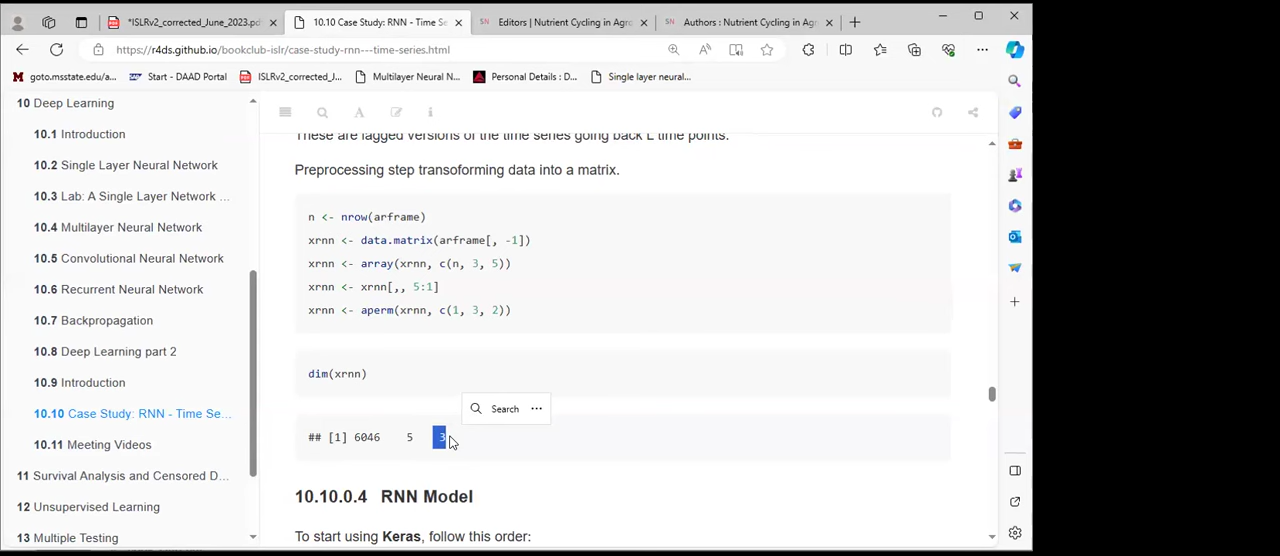 *ISLRv2_corrected_June_2023.pd
10.10 Case Study: RNN - Time Se
Editors | Nutrient Cycling in Agro
Authors : Nutrient Cycling in Ag
https://r4ds.github.io/bookclub-islr/case-study-rnn---time-series.html
goto.msstate.edu/a...
Start - DAAD Portal
ISLRv2_corrected_J...
Multilayer Neural N...
Personal Details : D...
Single layer neural...
10 Deep Learning
10.1 Introduction
10.2 Single Layer Neural Network
10.3 Lab: A Single Layer Network ...
10.4 Multilayer Neural Network
10.5 Convolutional Neural Network
10.6 Recurrent Neural Network
10.7 Backpropagation
10.8 Deep Learning part 2
10.9 Introduction
10.10 Case Study: RNN - Time Se...
10.11 Meeting Videos
11 Survival Analysis and Censored D...
12 Unsupervised Learning
13 Multiple Testing
These are lagged versions of the time series going back L time points.
Preprocessing step transoforming data into a matrix.
n <- nrow(arframe)
xrnn <- data.matrix(arframe[, -1])
xrnn <- array(xrnn, c(n, 3, 5))
xrnn <- xrnn[,, 5:1]
xrnn <- aperm(xrnn, c(1, 3, 2))
dim(xrnn)
Search
## [1] 6046 5 3
10.10.0.4 RNN Model
To start using Keras, follow this order: